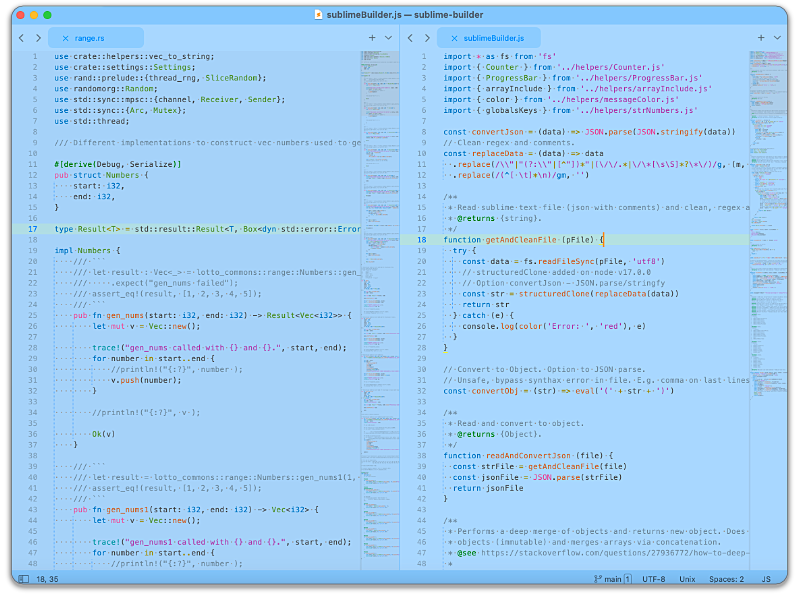 sublimeBuilder.js — sublime-builder
range.rs
1 use crate::helpers::vec_to_string;
2 use crate::settings::Settings;
3 use rand::prelude::{thread_rng, SliceRandom};
4 use randomorg::Random;
5 use std::sync::mpsc::{channel, Receiver, Sender};
6 use std::sync::{Arc, Mutex};
7 use std::thread;
8
9 /// Different implementations to construct vec numbers used to ge
10
11 #[derive(Debug, Serialize)]
12 pub struct Numbers {
13 start: i32,
14 end: i32,
15 }
16
17 type Result<T> = std::result::Result<T, Box<dyn std::error::Error
18
19 impl Numbers {
20 /// ```
21 /// let result : Vec<_> = lotto_commons::range::Numbers::gen_
22 /// .expect("gen_nums failed");
23 /// assert_eq!(result, [1, 2, 3, 4, 5]);
24 /// ```
25 pub fn gen_nums(start: i32, end: i32) -> Result<Vec<i32>> {
26 let mut v = Vec::new();
27
28 trace!("gen_nums called with {} and {}.", start, end);
29 for number in start..end {
30 //println!("{:?}", number );
31 v.push(number);
32 }
33
34 //println!("{:?}", v );
35
36 Ok(v)
37 }
38
39 /// ```
40 /// let result = lotto_commons::range::Numbers::gen_nums1(1,
41 /// assert_eq!(result, [1, 2, 3, 4, 5]);
42 /// ```
43 pub fn gen_nums1(start: i32, end: i32) -> Vec<i32> {
44 let mut v = Vec::new();
45
46 trace!("gen_nums1 called with {} and {}.", start, end);
47 for number in start..end {
48 //println!("{:?}", number );
sublimeBuilder.js
1 import * as fs from 'fs'
2 import { Counter } from '../helpers/Counter.js'
3 import { ProgressBar } from '../helpers/ProgressBar.js'
4 import { arrayInclude } from '../helpers/arrayInclude.js'
5 import { color } from '../helpers/messageColor.js'
6 import { globalsKeys } from '../helpers/strNumbers.js'
7
8 const convertJson = (data) => JSON.parse(JSON.stringify(data))
9 // Clean regex and comments.
10 const replaceData = (data) => data
11 .replace(/\\"|"(?:\\"|[^"])*"|(\/\/.*|\/\*[\s\S]*?\*\/)/g, (m,
12 .replace(/(^[ \t]*\n)/gm, '')
13
14 /**
15 * Read sublime text file (json with comments) and clean, regex a
16 * @returns {string}.
17 */
18 function getAndCleanFile (pFile) {
19 try {
20 const data = fs.readFileSync(pFile, 'utf8')
21 // structuredClone added on node v17.0.0
22 // Option convertJson - JSON.parse/stringfy
23 const str = structuredClone(replaceData(data))
24 return str
25 } catch (e) {
26 console.log(color('Error: ', 'red'), e)
27 }
28 }
29
30 // Convert to Object. Option to JSON.parse.
31 // Unsafe, bypass synthax error in file. E.g. comma on last lines
32 const convertObj = (str) => eval('(' + str + ')')
33
34 /**
35 * Read and convert to object.
36 * @returns {Object}.
37 */
38 function readAndConvertJson (file) {
39 const strFile = getAndCleanFile(file)
40 const jsonFile = JSON.parse(strFile)
41 return jsonFile
42 }
43
44 /**
45 * Performs a deep merge of objects and returns new object. Does
46 * objects (immutable) and merges arrays via concatenation.
47 * @see https://stackoverflow.com/questions/27936772/how-to-deep-
48 *
18, 35
main 1 UTF-8 Unix Spaces: 2 JS